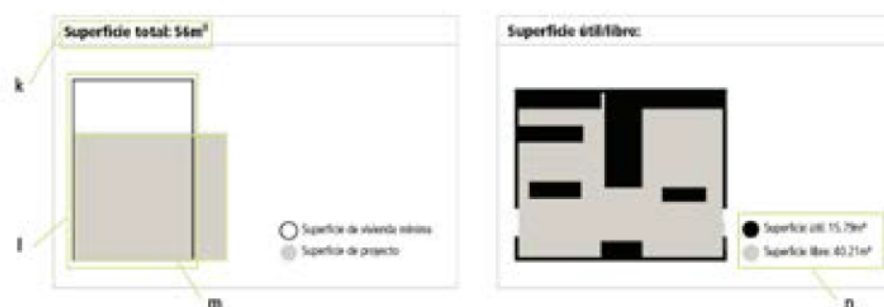 Superficie total: 56m²
k
l
m
Superficie de vivienda mínima
Superficie de proyecto
Superficie útil/libre:
Superficie útil: 15.79m²
Superficie libre: 40.21m²
n